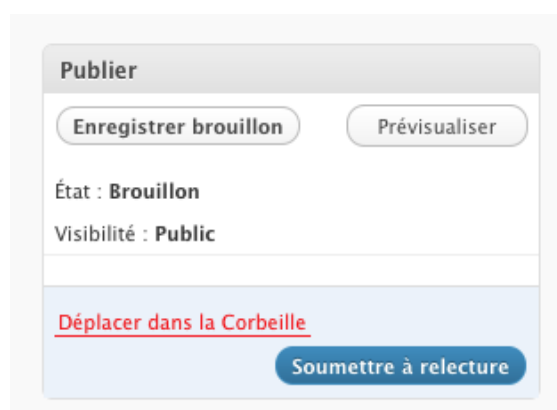 Publier
Enregistrer brouillon Prévisualiser
État : Brouillon
Visibilité : Public
Déplacer dans la Corbeille
Soumettre à relecture